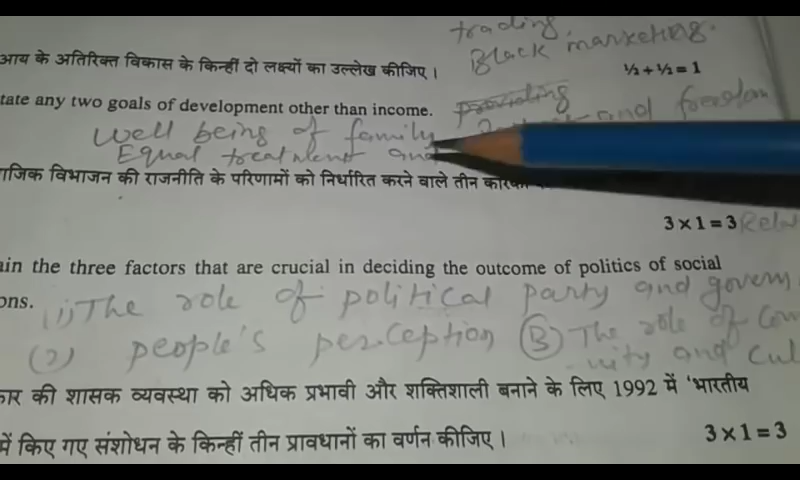 trading
Black marketing.
आय के अतिरिक्त विकास के किन्हीं दो लक्ष्यों का उल्लेख कीजिए।
½ + ½ = 1
tate any two goals of development other than income. providing
and freedom
Well being of family
Equal treatment and
ाजिक विभाजन की राजनीति के परिणामों को निर्धारित करने वाले तीन
3 × 1 = 3 Rela
ain the three factors that are crucial in deciding the outcome of politics of social
ons. (1) The role of political party and governm
(2) people's perception (3) The role of com
nity and cul
कार की शासक व्यवस्था को अधिक प्रभावी और शक्तिशाली बनाने के लिए 1992 में 'भारतीय
में किए गए संशोधन के किन्हीं तीन प्रावधानों का वर्णन कीजिए।
3 × 1 = 3